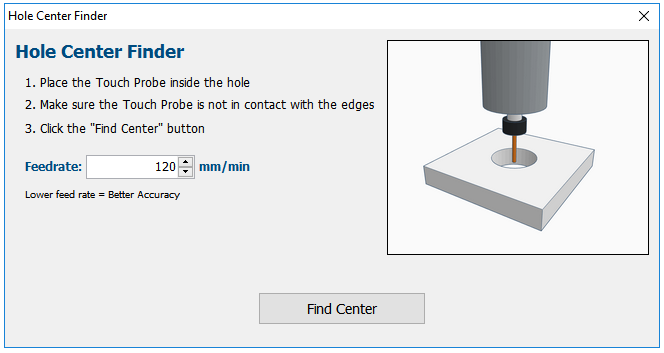 Hole Center Finder
Hole Center Finder
1. Place the Touch Probe inside the hole
2. Make sure the Touch Probe is not in contact with the edges
3. Click the "Find Center" button
Feedrate: 120 mm/min
Lower feed rate = Better Accuracy
Find Center